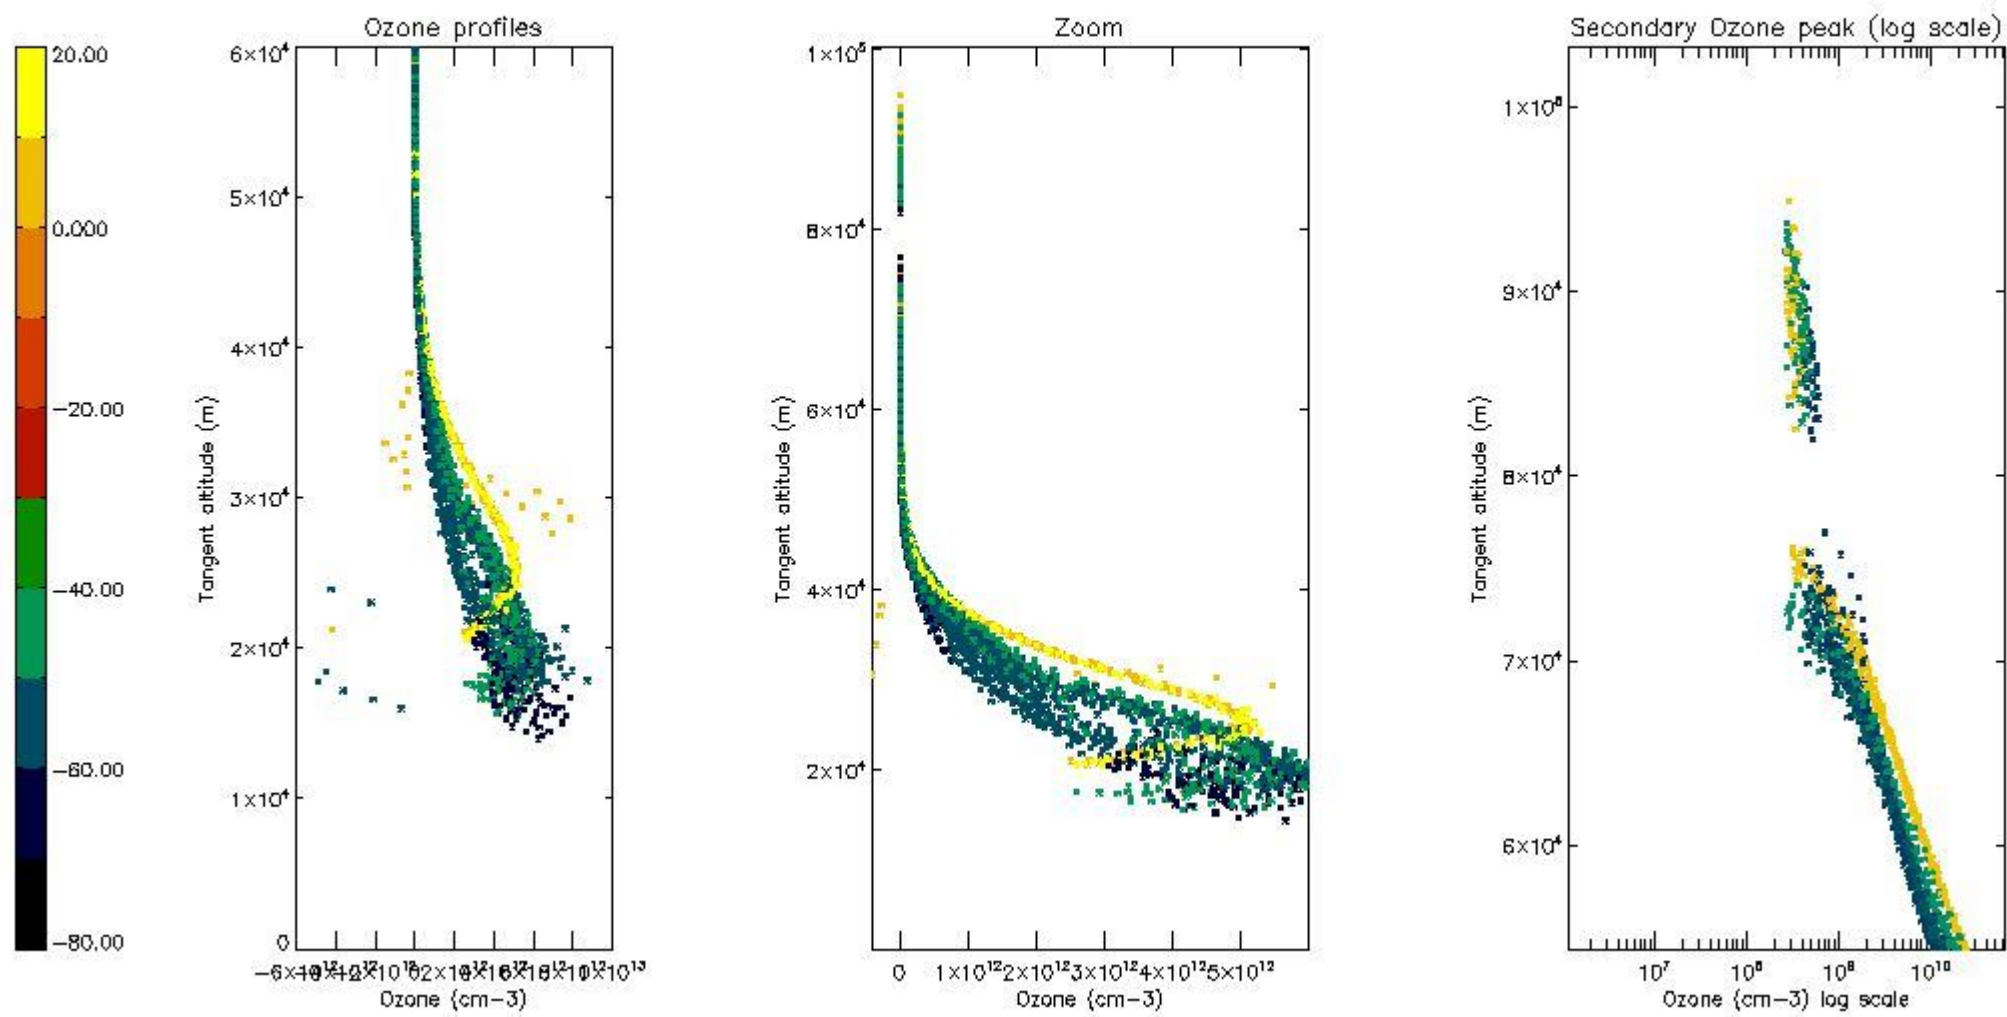 Ozone profiles
Zoom
Secondary Ozone peak (log scale)
20.00
0.000
−20.00
−40.00
−60.00
−80.00
6×10⁴
5×10⁴
4×10⁴
3×10⁴
2×10⁴
1×10⁴
0
Tangent altitude (m)
Ozone (cm−3)
1×10⁵
8×10⁴
6×10⁴
4×10⁴
2×10⁴
Tangent altitude (m)
0 1×10¹² 2×10¹² 3×10¹² 4×10¹² 5×10¹²
Ozone (cm−3)
1×10⁵
9×10⁴
8×10⁴
7×10⁴
6×10⁴
Tangent altitude (m)
10⁷ 10⁸ 10⁹ 10¹⁰
Ozone (cm−3) log scale